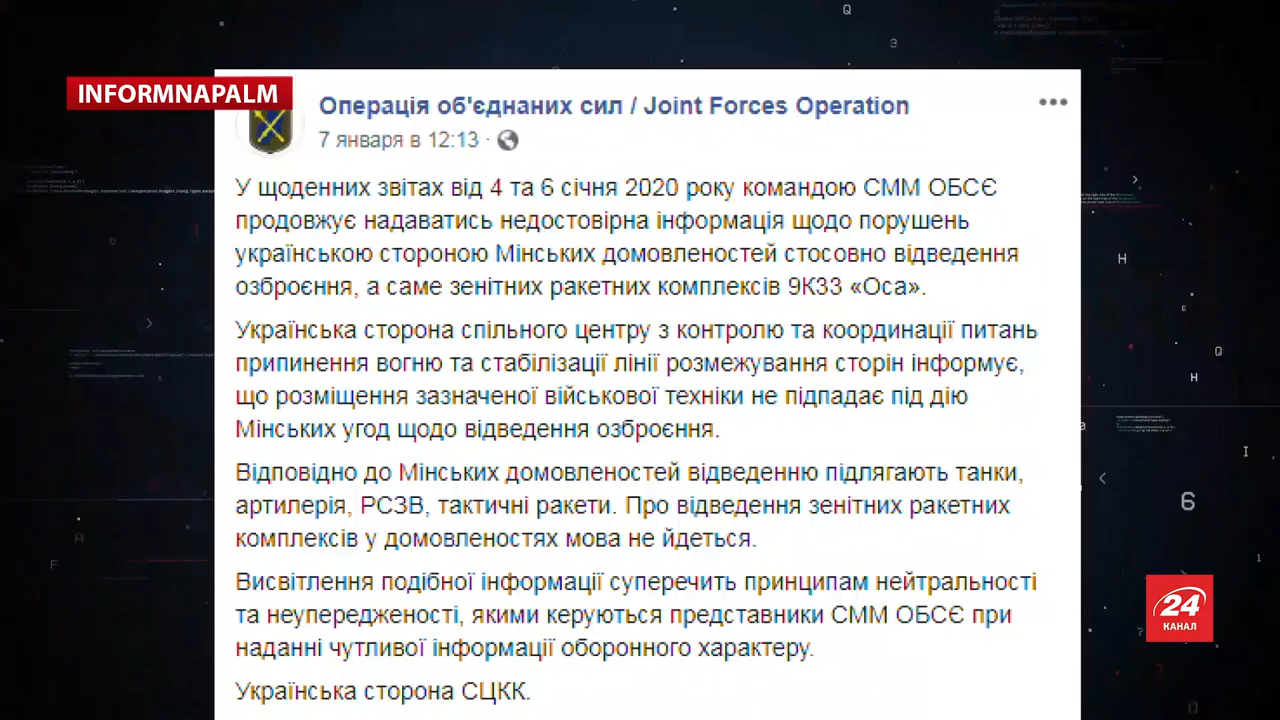 INFORMNAPALM
Операція об'єднаних сил / Joint Forces Operation
7 января в 12:13 ·
У щоденних звітах від 4 та 6 січня 2020 року командою СММ ОБСЄ
продовжує надаватись недостовірна інформація щодо порушень
українською стороною Мінських домовленостей стосовно відведення
озброєння, а саме зенітних ракетних комплексів 9К33 «Оса».
Українська сторона спільного центру з контролю та координації питань
припинення вогню та стабілізації лінії розмежування сторін інформує,
що розміщення зазначеної військової техніки не підпадає під дію
Мінських угод щодо відведення озброєння.
Відповідно до Мінських домовленостей відведенню підлягають танки,
артилерія, РСЗВ, тактичні ракети. Про відведення зенітних ракетних
комплексів у домовленостях мова не йдеться.
Висвітлення подібної інформації суперечить принципам нейтральності
та неупередженості, якими керуються представники СММ ОБСЄ при
наданні чутливої інформації оборонного характеру.
Українська сторона СЦКК.
24
КАНАЛ